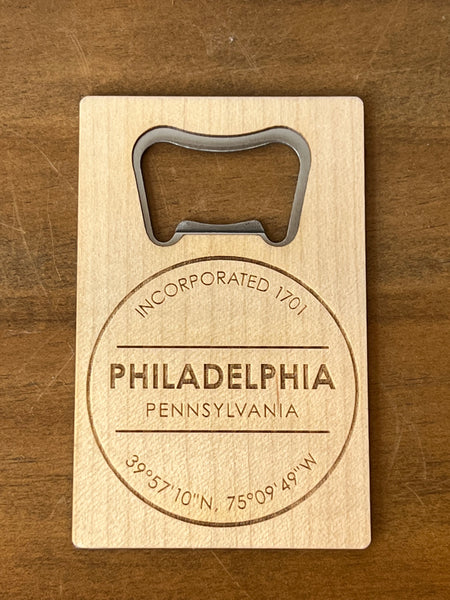 INCORPORATED 1701
PHILADELPHIA
PENNSYLVANIA
39°57'10"N, 75°09'49"W